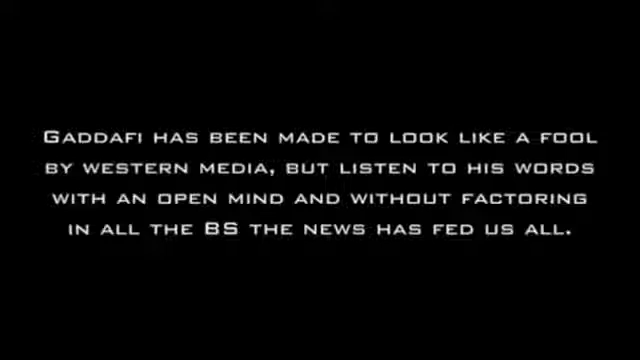 Gaddafi has been made to look like a fool
by western media, but listen to his words
with an open mind and without factoring
in all the BS the news has fed us all.